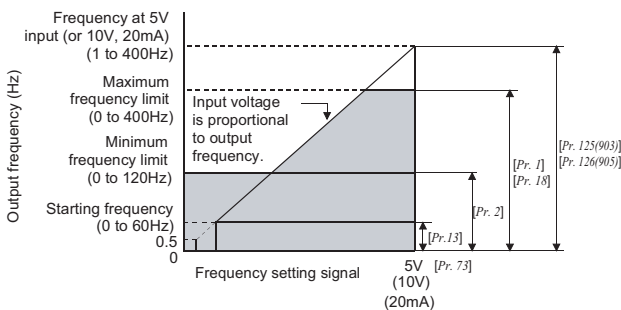 Frequency at 5V
input (or 10V, 20mA)
(1 to 400Hz)
Maximum
frequency limit
(0 to 400Hz)
Minimum
frequency limit
(0 to 120Hz)
Starting frequency
(0 to 60Hz)
0.5
0
Output frequency (Hz)
Input voltage
is proportional
to output
frequency.
[Pr. 125(903)]
[Pr. 126(905)]
[Pr. 1]
[Pr. 18]
[Pr. 2]
[Pr.13]
Frequency setting signal
5V [Pr. 73]
(10V)
(20mA)